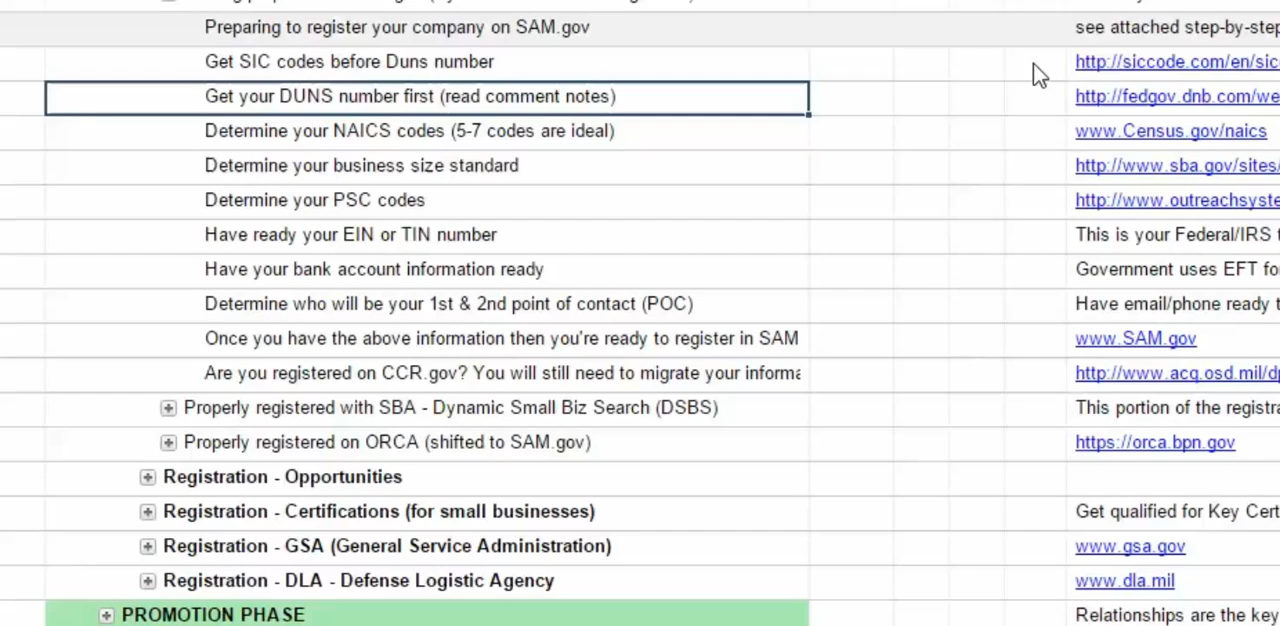 Preparing to register your company on SAM.gov see attached step-by-step
Get SIC codes before Duns number http://siccode.com/en/sic
Get your DUNS number first (read comment notes) http://fedgov.dnb.com/we
Determine your NAICS codes (5-7 codes are ideal) www.Census.gov/naics
Determine your business size standard http://www.sba.gov/sites/
Determine your PSC codes http://www.outreachsyste
Have ready your EIN or TIN number This is your Federal/IRS t
Have your bank account information ready Government uses EFT fo
Determine who will be your 1st & 2nd point of contact (POC) Have email/phone ready t
Once you have the above information then you're ready to register in SAM www.SAM.gov
Are you registered on CCR.gov? You will still need to migrate your informa http://www.acq.osd.mil/dp
Properly registered with SBA - Dynamic Small Biz Search (DSBS) This portion of the registra
Properly registered on ORCA (shifted to SAM.gov) https://orca.bpn.gov
Registration - Opportunities
Registration - Certifications (for small businesses) Get qualified for Key Cert
Registration - GSA (General Service Administration) www.gsa.gov
Registration - DLA - Defense Logistic Agency www.dla.mil
PROMOTION PHASE Relationships are the key